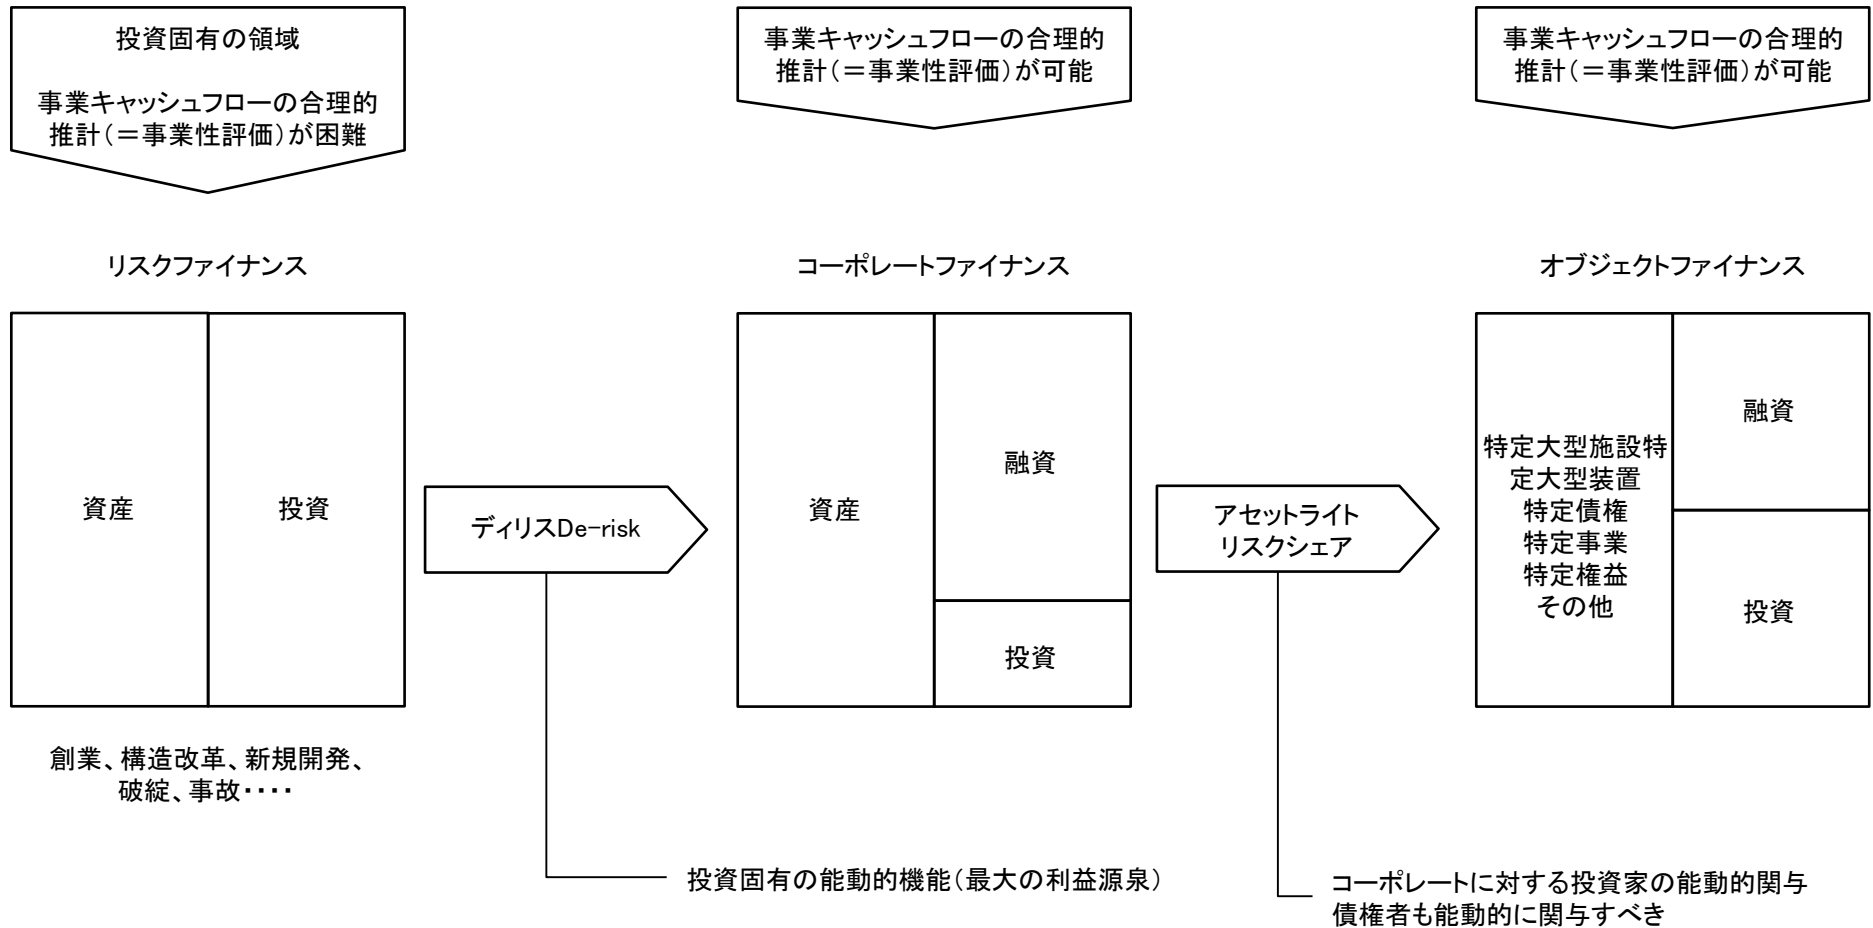 投資固有の領域
事業キャッシュフローの合理的
推計(=事業性評価)が困難
事業キャッシュフローの合理的
推計(=事業性評価)が可能
事業キャッシュフローの合理的
推計(=事業性評価)が可能
リスクファイナンス
コーポレートファイナンス
オブジェクトファイナンス
資産
投資
ディリスDe-risk
資産
融資
投資
アセットライト
リスクシェア
特定大型施設特
定大型装置
特定債権
特定事業
特定権益
その他
融資
投資
創業、構造改革、新規開発、
破綻、事故・・・・
投資固有の能動的機能(最大の利益源泉)
コーポレートに対する投資家の能動的関与
債権者も能動的に関与すべき